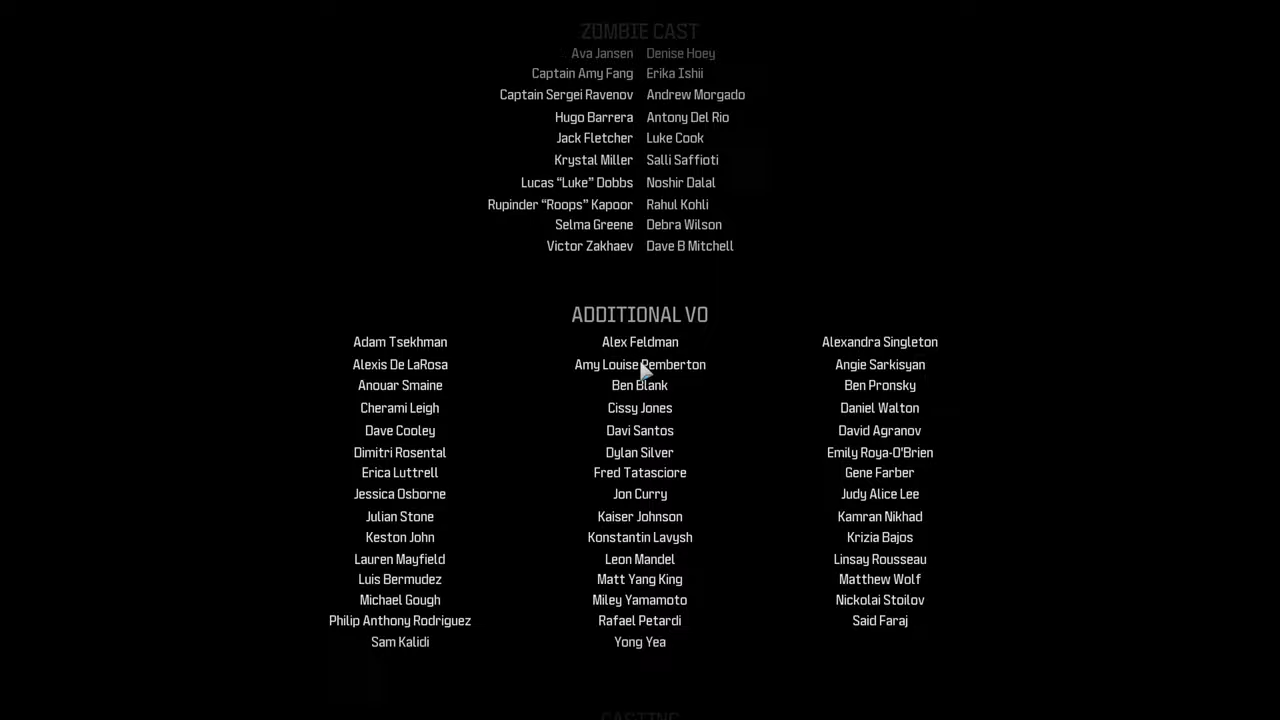 ZOMBIE CAST
Ava Jansen Denise Hoey
Captain Amy Fang Erika Ishii
Captain Sergei Ravenov Andrew Morgado
Hugo Barrera Antony Del Rio
Jack Fletcher Luke Cook
Krystal Miller Salli Saffioti
Lucas “Luke” Dobbs Noshir Dalal
Rupinder “Roops” Kapoor Rahul Kohli
Selma Greene Debra Wilson
Victor Zakhaev Dave B Mitchell
ADDITIONAL VO
Adam Tsekhman Alex Feldman Alexandra Singleton
Alexis De LaRosa Amy Louise Pemberton Angie Sarkisyan
Anouar Smaine Ben Blank Ben Pronsky
Cherami Leigh Cissy Jones Daniel Walton
Dave Cooley Davi Santos David Agranov
Dimitri Rosental Dylan Silver Emily Roya-O'Brien
Erica Luttrell Fred Tatasciore Gene Farber
Jessica Osborne Jon Curry Judy Alice Lee
Julian Stone Kaiser Johnson Kamran Nikhad
Keston John Konstantin Lavysh Krizia Bajos
Lauren Mayfield Leon Mandel Linsay Rousseau
Luis Bermudez Matt Yang King Matthew Wolf
Michael Gough Miley Yamamoto Nickolai Stoilov
Philip Anthony Rodriguez Rafael Petardi Said Faraj
Sam Kalidi Yong Yea
CASTING